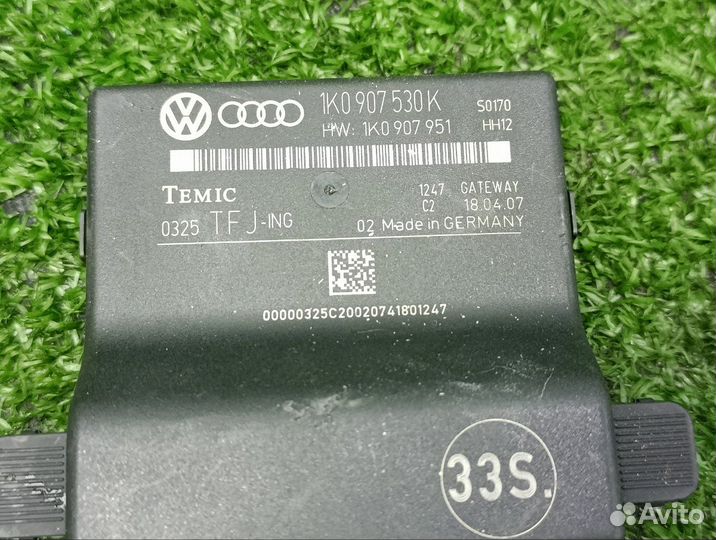 1K0 907 530 K
S0170
HW: 1K0 907 951
HH12
TEMIC
1247 GATEWAY
C2 18.04.07
0325 TFJ-ING
02 Made in GERMANY
00000325C20020741801247
33S.
Avito